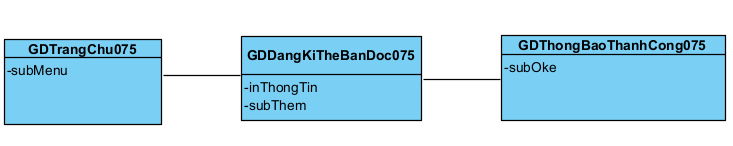 GDTrangChu075
-subMenu
GDDangKiTheBanDoc075
-inThongTin
-subThem
GDThongBaoThanhCong075
-subOke